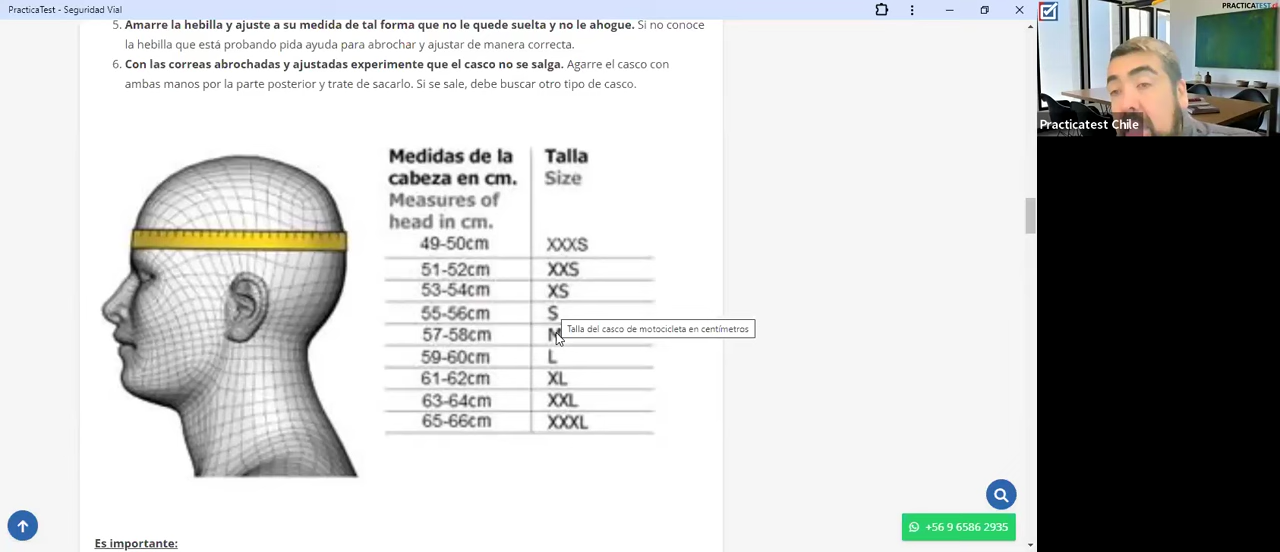 PracticaTest - Seguridad Vial
PRACTICATEST
Practicatest Chile
5. Amarre la hebilla y ajuste a su medida de tal forma que no le quede suelta y no le ahogue. Si no conoce
la hebilla que está probando pida ayuda para abrochar y ajustar de manera correcta.
6. Con las correas abrochadas y ajustadas experimente que el casco no se salga. Agarre el casco con
ambas manos por la parte posterior y trate de sacarlo. Si se sale, debe buscar otro tipo de casco.
Medidas de la
cabeza en cm.
Measures of
head in cm.
Talla
Size
49-50cm XXXS
51-52cm XXS
53-54cm XS
55-56cm S
57-58cm M
59-60cm L
61-62cm XL
63-64cm XXL
65-66cm XXXL
Talla del casco de motocicleta en centímetros
+56 9 6586 2935
Es importante: